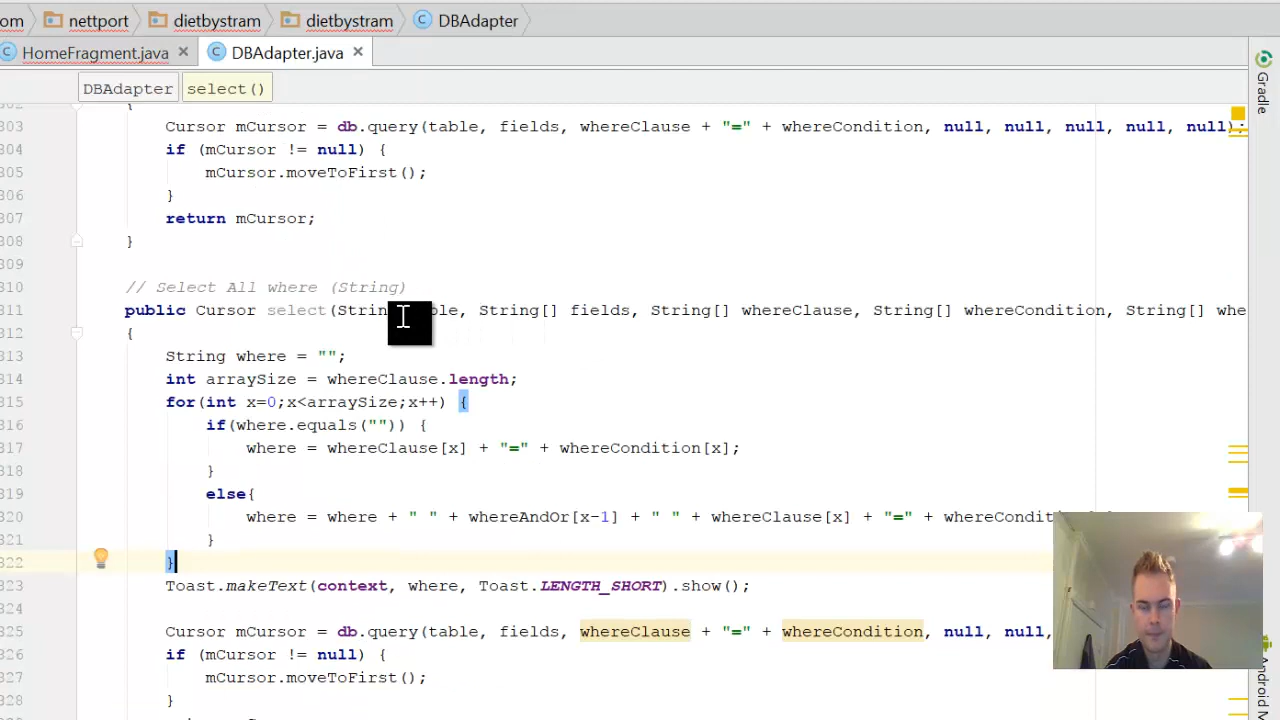 om nettport dietbystram dietbystram DBAdapter
HomeFragment.java DBAdapter.java
Gradle
DBAdapter select()
302 {
303 Cursor mCursor = db.query(table, fields, whereClause + "=" + whereCondition, null, null, null, null, null);
304 if (mCursor != null) {
305 mCursor.moveToFirst();
306 }
307 return mCursor;
308 }
309
310 // Select All where (String)
311 public Cursor select(Strin ble, String[] fields, String[] whereClause, String[] whereCondition, String[] whe
312 {
313 String where = "";
314 int arraySize = whereClause.length;
315 for(int x=0;x<arraySize;x++) {
316 if(where.equals("")) {
317 where = whereClause[x] + "=" + whereCondition[x];
318 }
319 else{
320 where = where + " " + whereAndOr[x-1] + " " + whereClause[x] + "=" + whereCondit
321 }
322 }
323 Toast.makeText(context, where, Toast.LENGTH_SHORT).show();
324
325 Cursor mCursor = db.query(table, fields, whereClause + "=" + whereCondition, null, null,
326 if (mCursor != null) {
327 mCursor.moveToFirst();
328 }
Android M